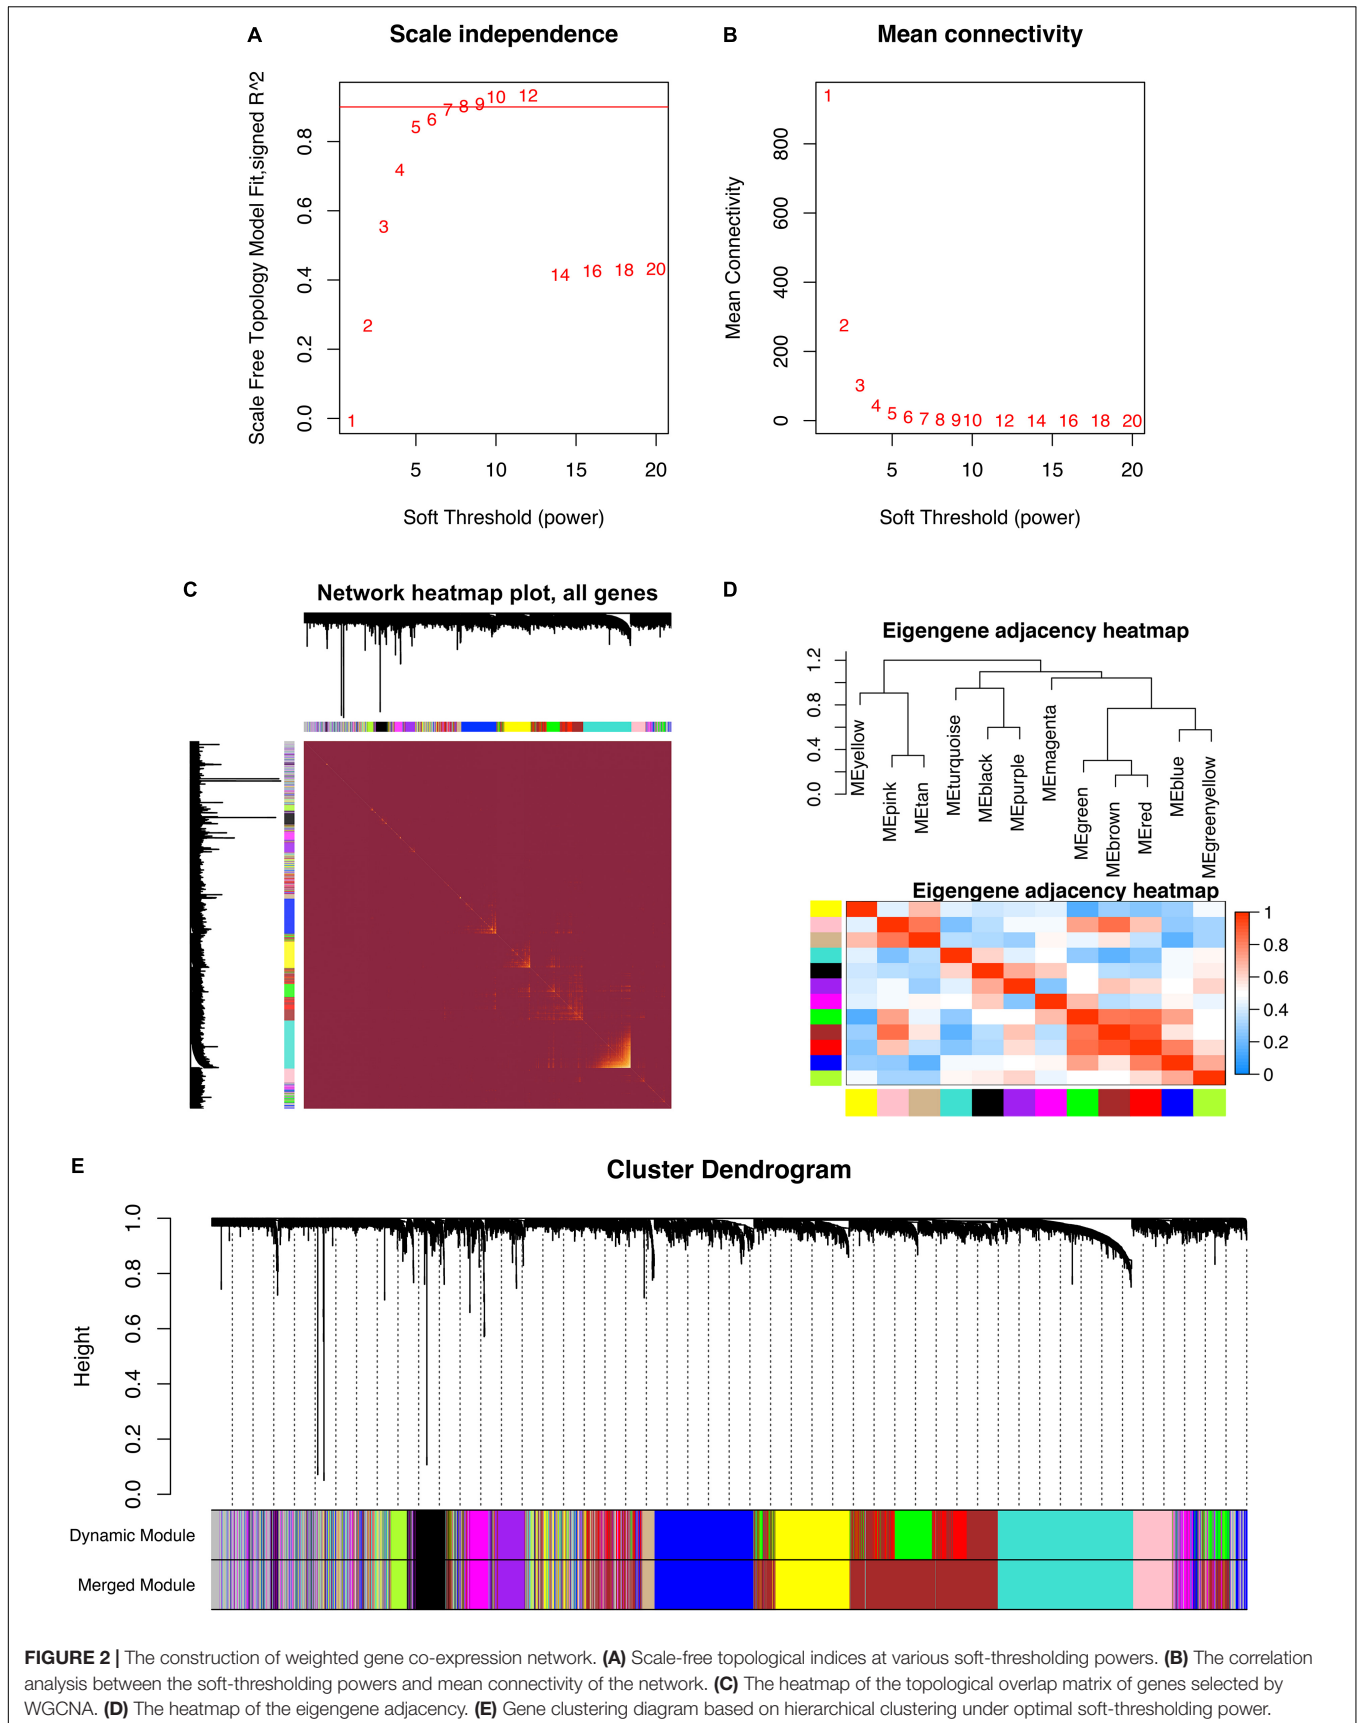 A
Scale independence
Scale Free Topology Model Fit,signed R^2
0.0 0.2 0.4 0.6 0.8
1 2 3 4 5 6 7 8 9 10 12 14 16 18 20
5 10 15 20
Soft Threshold (power)
B
Mean connectivity
Mean Connectivity
0 200 400 600 800
1 2 3 4 5 6 7 8 9 10 12 14 16 18 20
5 10 15 20
Soft Threshold (power)
C
Network heatmap plot, all genes
D
Eigengene adjacency heatmap
0.0 0.4 0.8 1.2
MEyellow
MEpink
MEtan
MEturquoise
MEblack
MEpurple
MEmagenta
MEgreen
MEbrown
MEred
MEblue
MEgreenyellow
Eigengene adjacency heatmap
1
0.8
0.6
0.4
0.2
0
E
Cluster Dendrogram
Height
0.0 0.2 0.4 0.6 0.8 1.0
Dynamic Module
Merged Module
FIGURE 2 | The construction of weighted gene co-expression network. (A) Scale-free topological indices at various soft-thresholding powers. (B) The correlation
analysis between the soft-thresholding powers and mean connectivity of the network. (C) The heatmap of the topological overlap matrix of genes selected by
WGCNA. (D) The heatmap of the eigengene adjacency. (E) Gene clustering diagram based on hierarchical clustering under optimal soft-thresholding power.